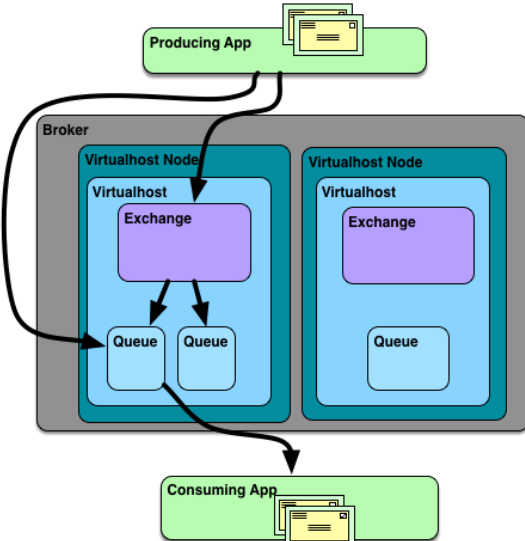 Producing App
Broker
Virtualhost Node
Virtualhost
Exchange
Queue
Queue
Virtualhost Node
Virtualhost
Exchange
Queue
Consuming App